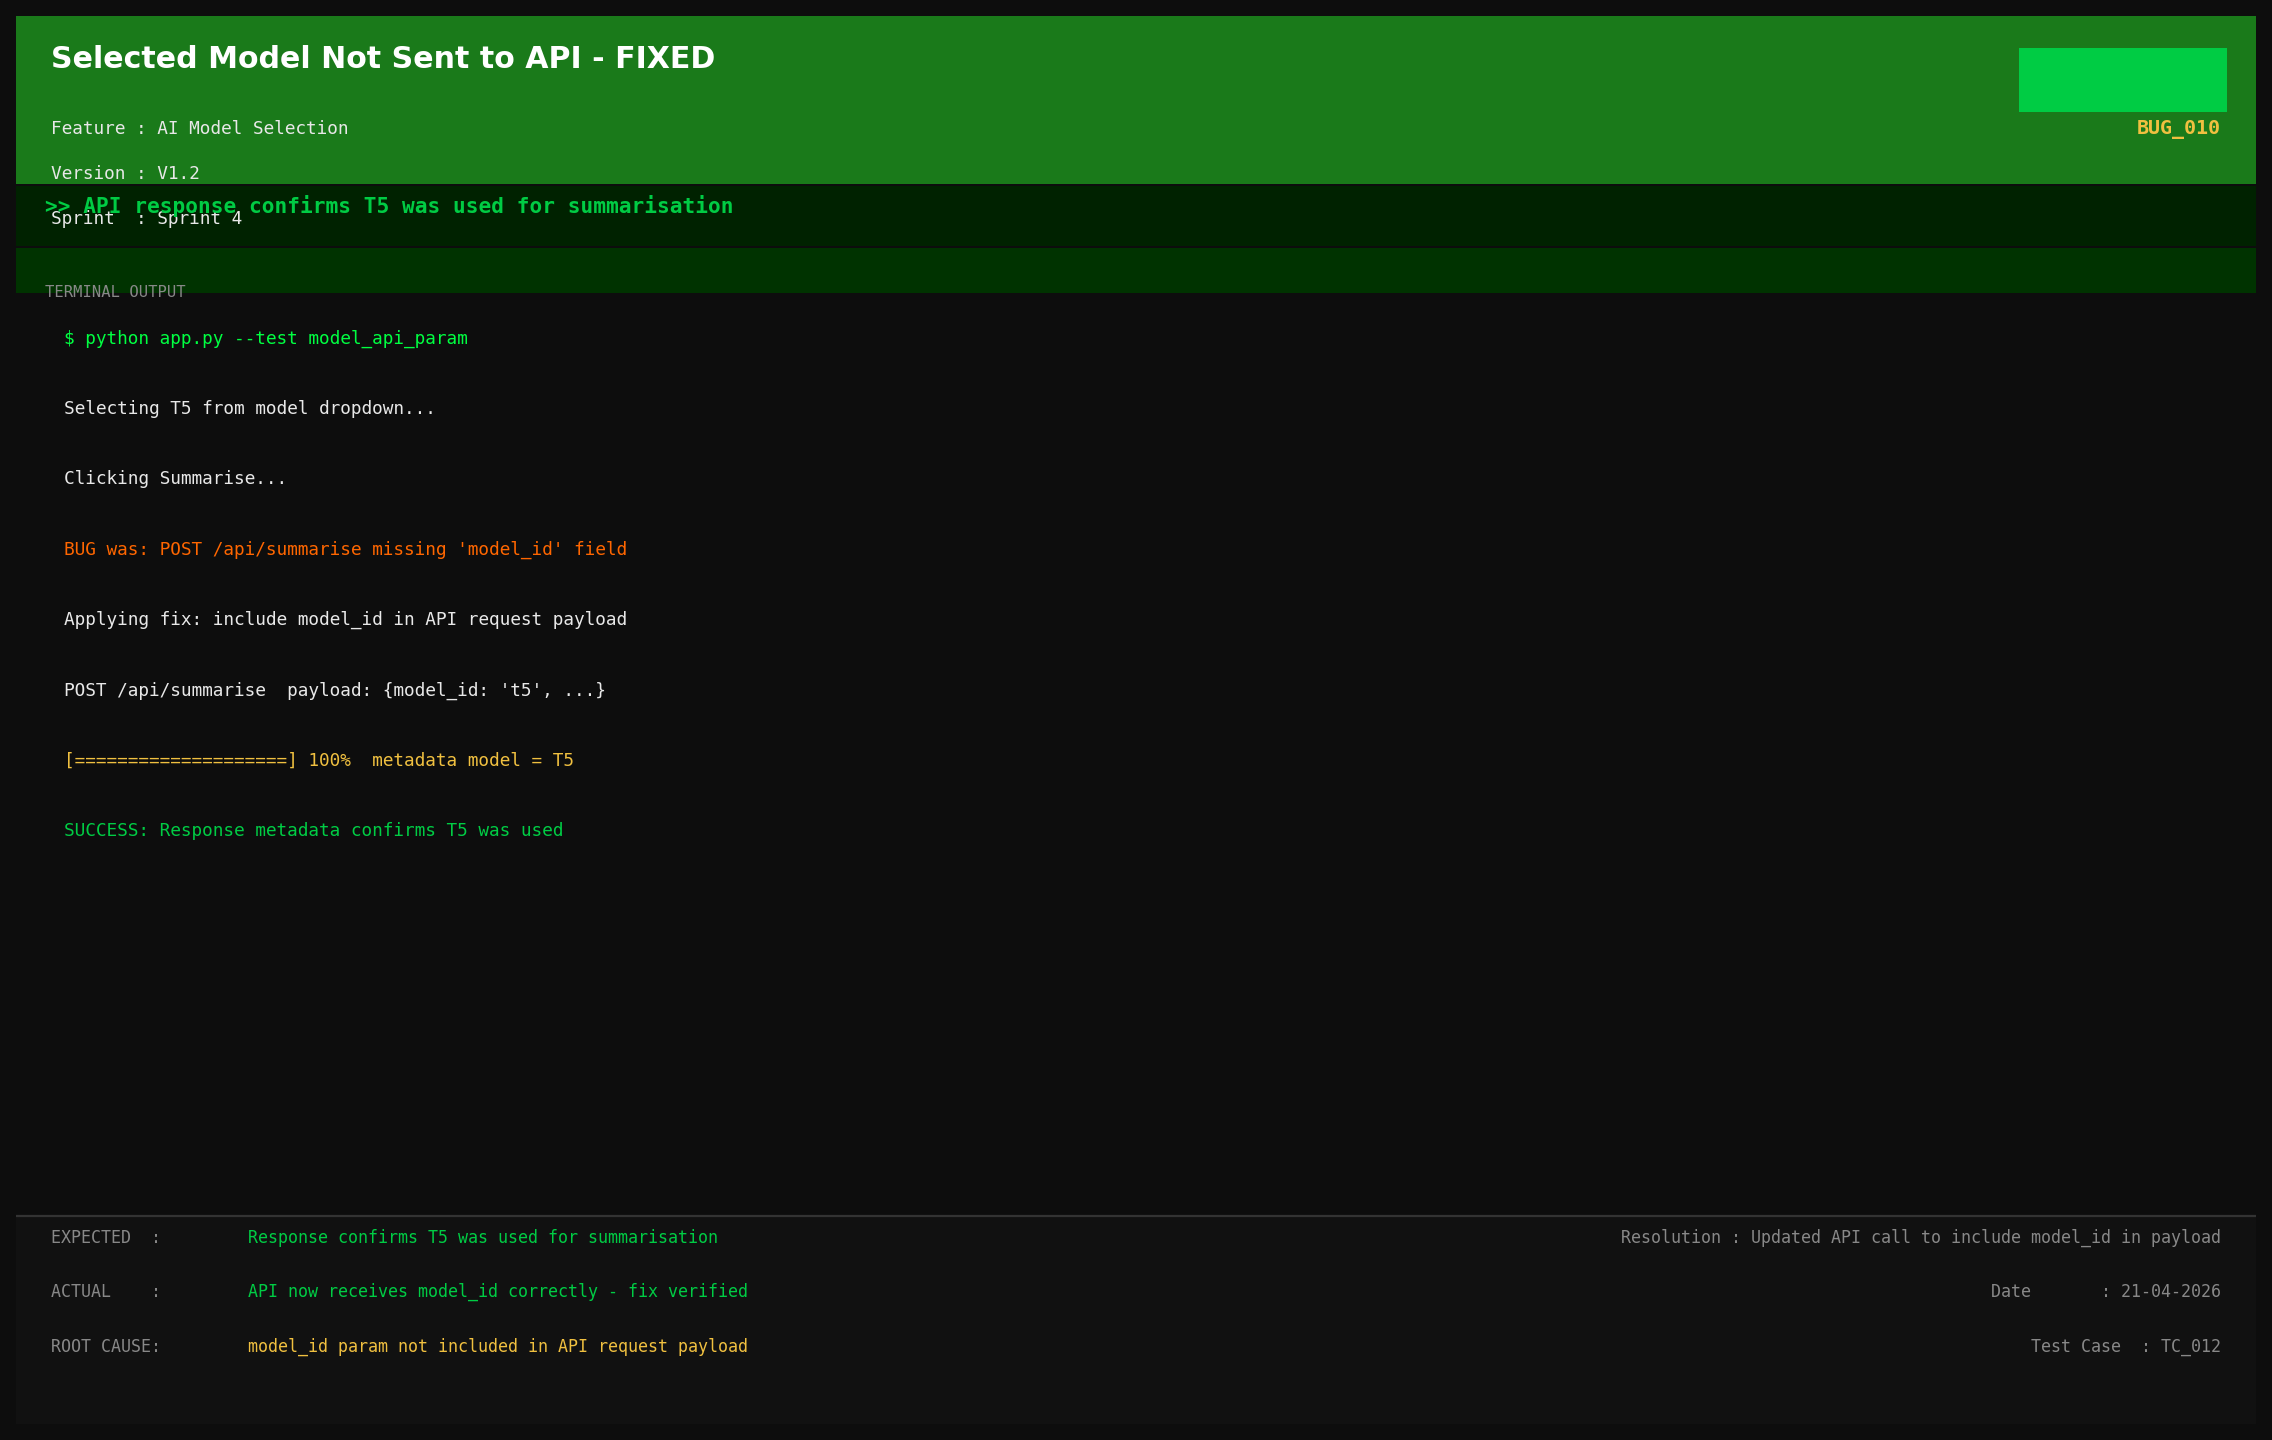 Selected Model Not Sent to API - FIXED
Feature : AI Model Selection
BUG_010
Version : V1.2
>> API response confirms T5 was used for summarisation
Sprint  : Sprint 4
TERMINAL OUTPUT
$ python app.py --test model_api_param
Selecting T5 from model dropdown...
Clicking Summarise...
BUG was: POST /api/summarise missing 'model_id' field
Applying fix: include model_id in API request payload
POST /api/summarise  payload: {model_id: 't5', ...}
[====================] 100%  metadata model = T5
SUCCESS: Response metadata confirms T5 was used
EXPECTED  : Response confirms T5 was used for summarisation
Resolution : Updated API call to include model_id in payload
ACTUAL    : API now receives model_id correctly - fix verified
Date       : 21-04-2026
ROOT CAUSE: model_id param not included in API request payload
Test Case  : TC_012